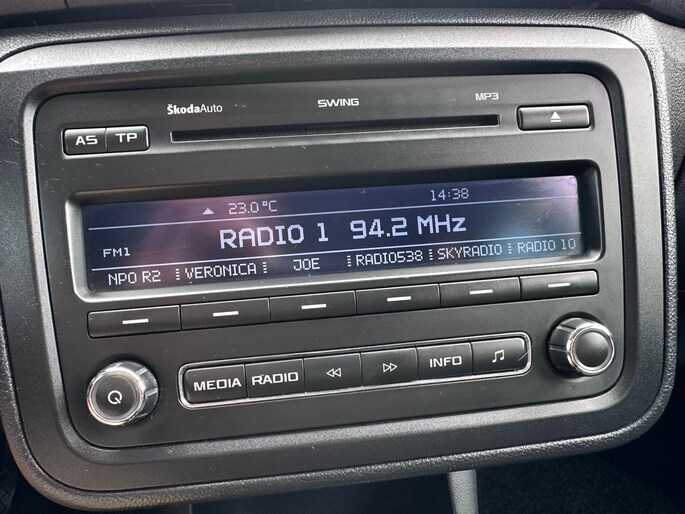 ŠkodaAuto SWING MP3
AS TP
23.0 °C 14:38
FM1 RADIO 1 94.2 MHz
NPO R2 VERONICA JOE RADIO538 SKYRADIO RADIO 10
MEDIA RADIO INFO